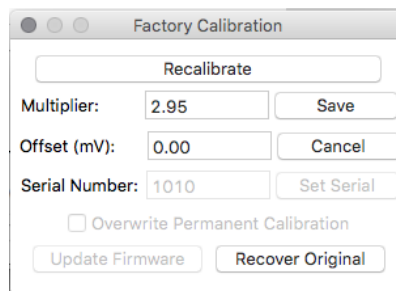 Factory Calibration
Recalibrate
Multiplier: 2.95 Save
Offset (mV): 0.00 Cancel
Serial Number: 1010 Set Serial
Overwrite Permanent Calibration
Update Firmware Recover Original